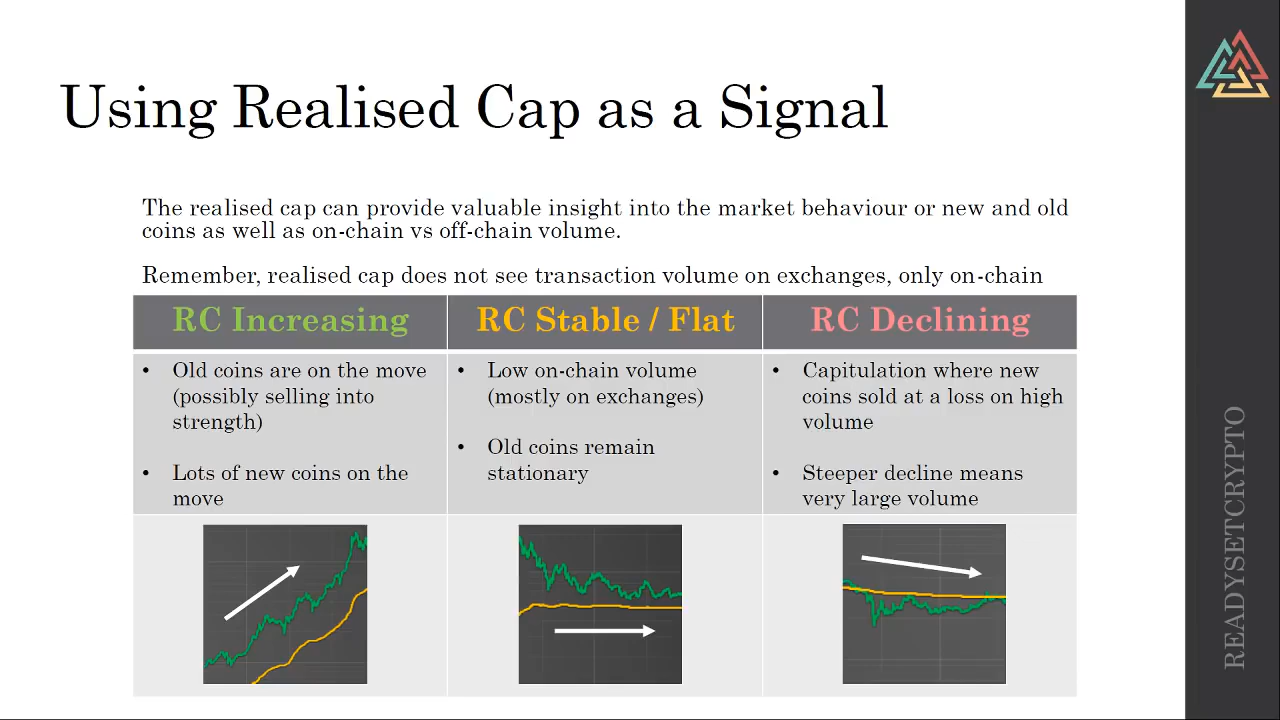 Using Realised Cap as a Signal
The realised cap can provide valuable insight into the market behaviour or new and old
coins as well as on-chain vs off-chain volume.
Remember, realised cap does not see transaction volume on exchanges, only on-chain
RC Increasing
RC Stable / Flat
RC Declining
• Old coins are on the move
(possibly selling into
strength)
• Lots of new coins on the
move
• Low on-chain volume
(mostly on exchanges)
• Old coins remain
stationary
• Capitulation where new
coins sold at a loss on high
volume
• Steeper decline means
very large volume
READYSETCRYPTO